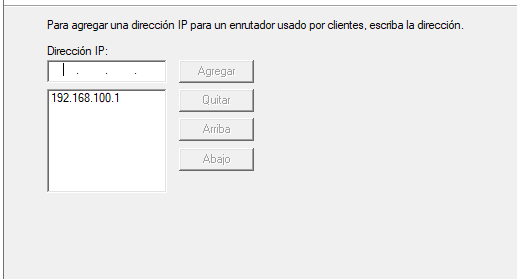 Para agregar una dirección IP para un enrutador usado por clientes, escriba la dirección.
Dirección IP:
. . .
Agregar
192.168.100.1
Quitar
Arriba
Abajo